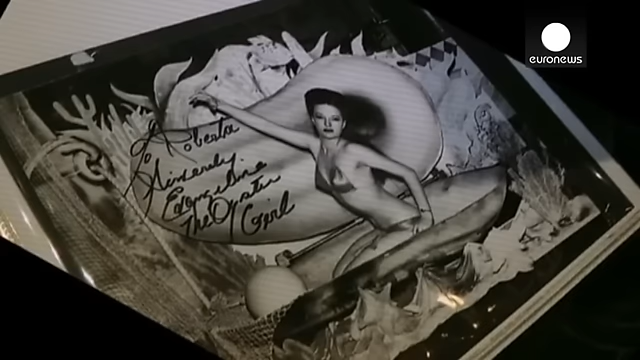 euronews
To Roberta
Sincerely
Evangeline
The Oyster
Girl